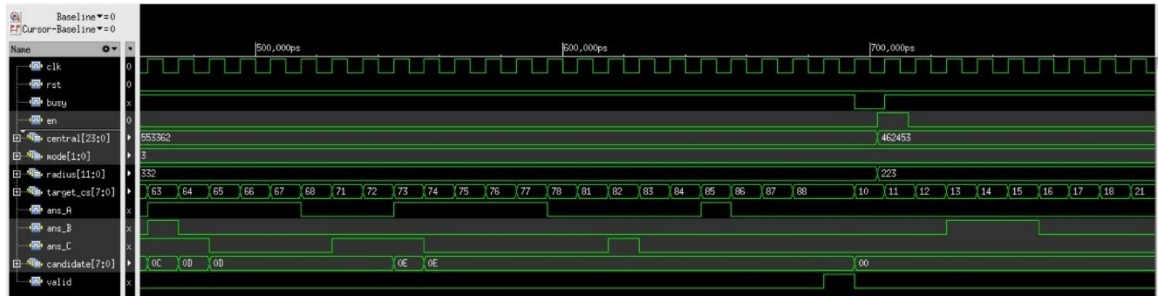 Baseline▼=0
Cursor-Baseline▼=0
Name
500,000ps 600,000ps 700,000ps
clk 0
rst 0
busy x
en 0
central[23:0] 553362 462453
mode[1:0] 3
radius[11:0] 332 223
target_cs[7:0] 63 64 65 66 67 68 71 72 73 74 75 76 77 78 81 82 83 84 85 86 87 88 10 11 12 13 14 15 16 17 18 21
ans_A x
ans_B x
ans_C x
candidate[7:0] 0C 0D 0D 0E 0E 00
valid x